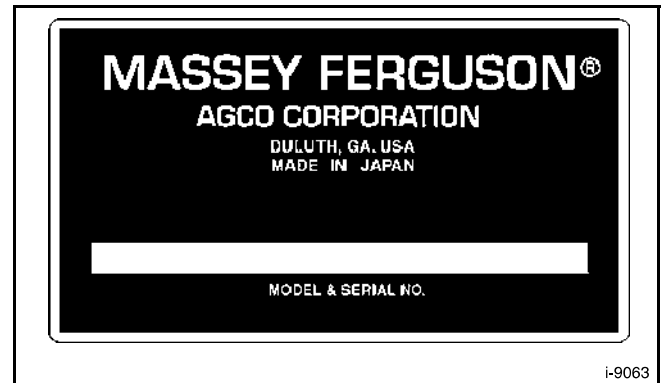 MASSEY FERGUSON®
AGCO CORPORATION
DULUTH, GA. USA
MADE IN JAPAN
MODEL & SERIAL NO.
i-9063